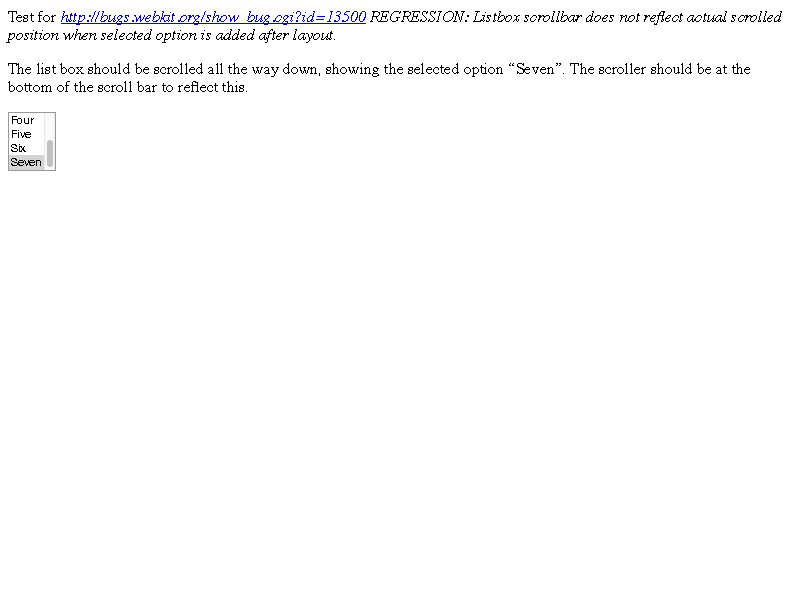 Test for http://bugs.webkit.org/show_bug.cgi?id=13500 REGRESSION: Listbox scrollbar does not reflect actual scrolled
position when selected option is added after layout.
The list box should be scrolled all the way down, showing the selected option “Seven”. The scroller should be at the
bottom of the scroll bar to reflect this.
Four
Five
Six
Seven